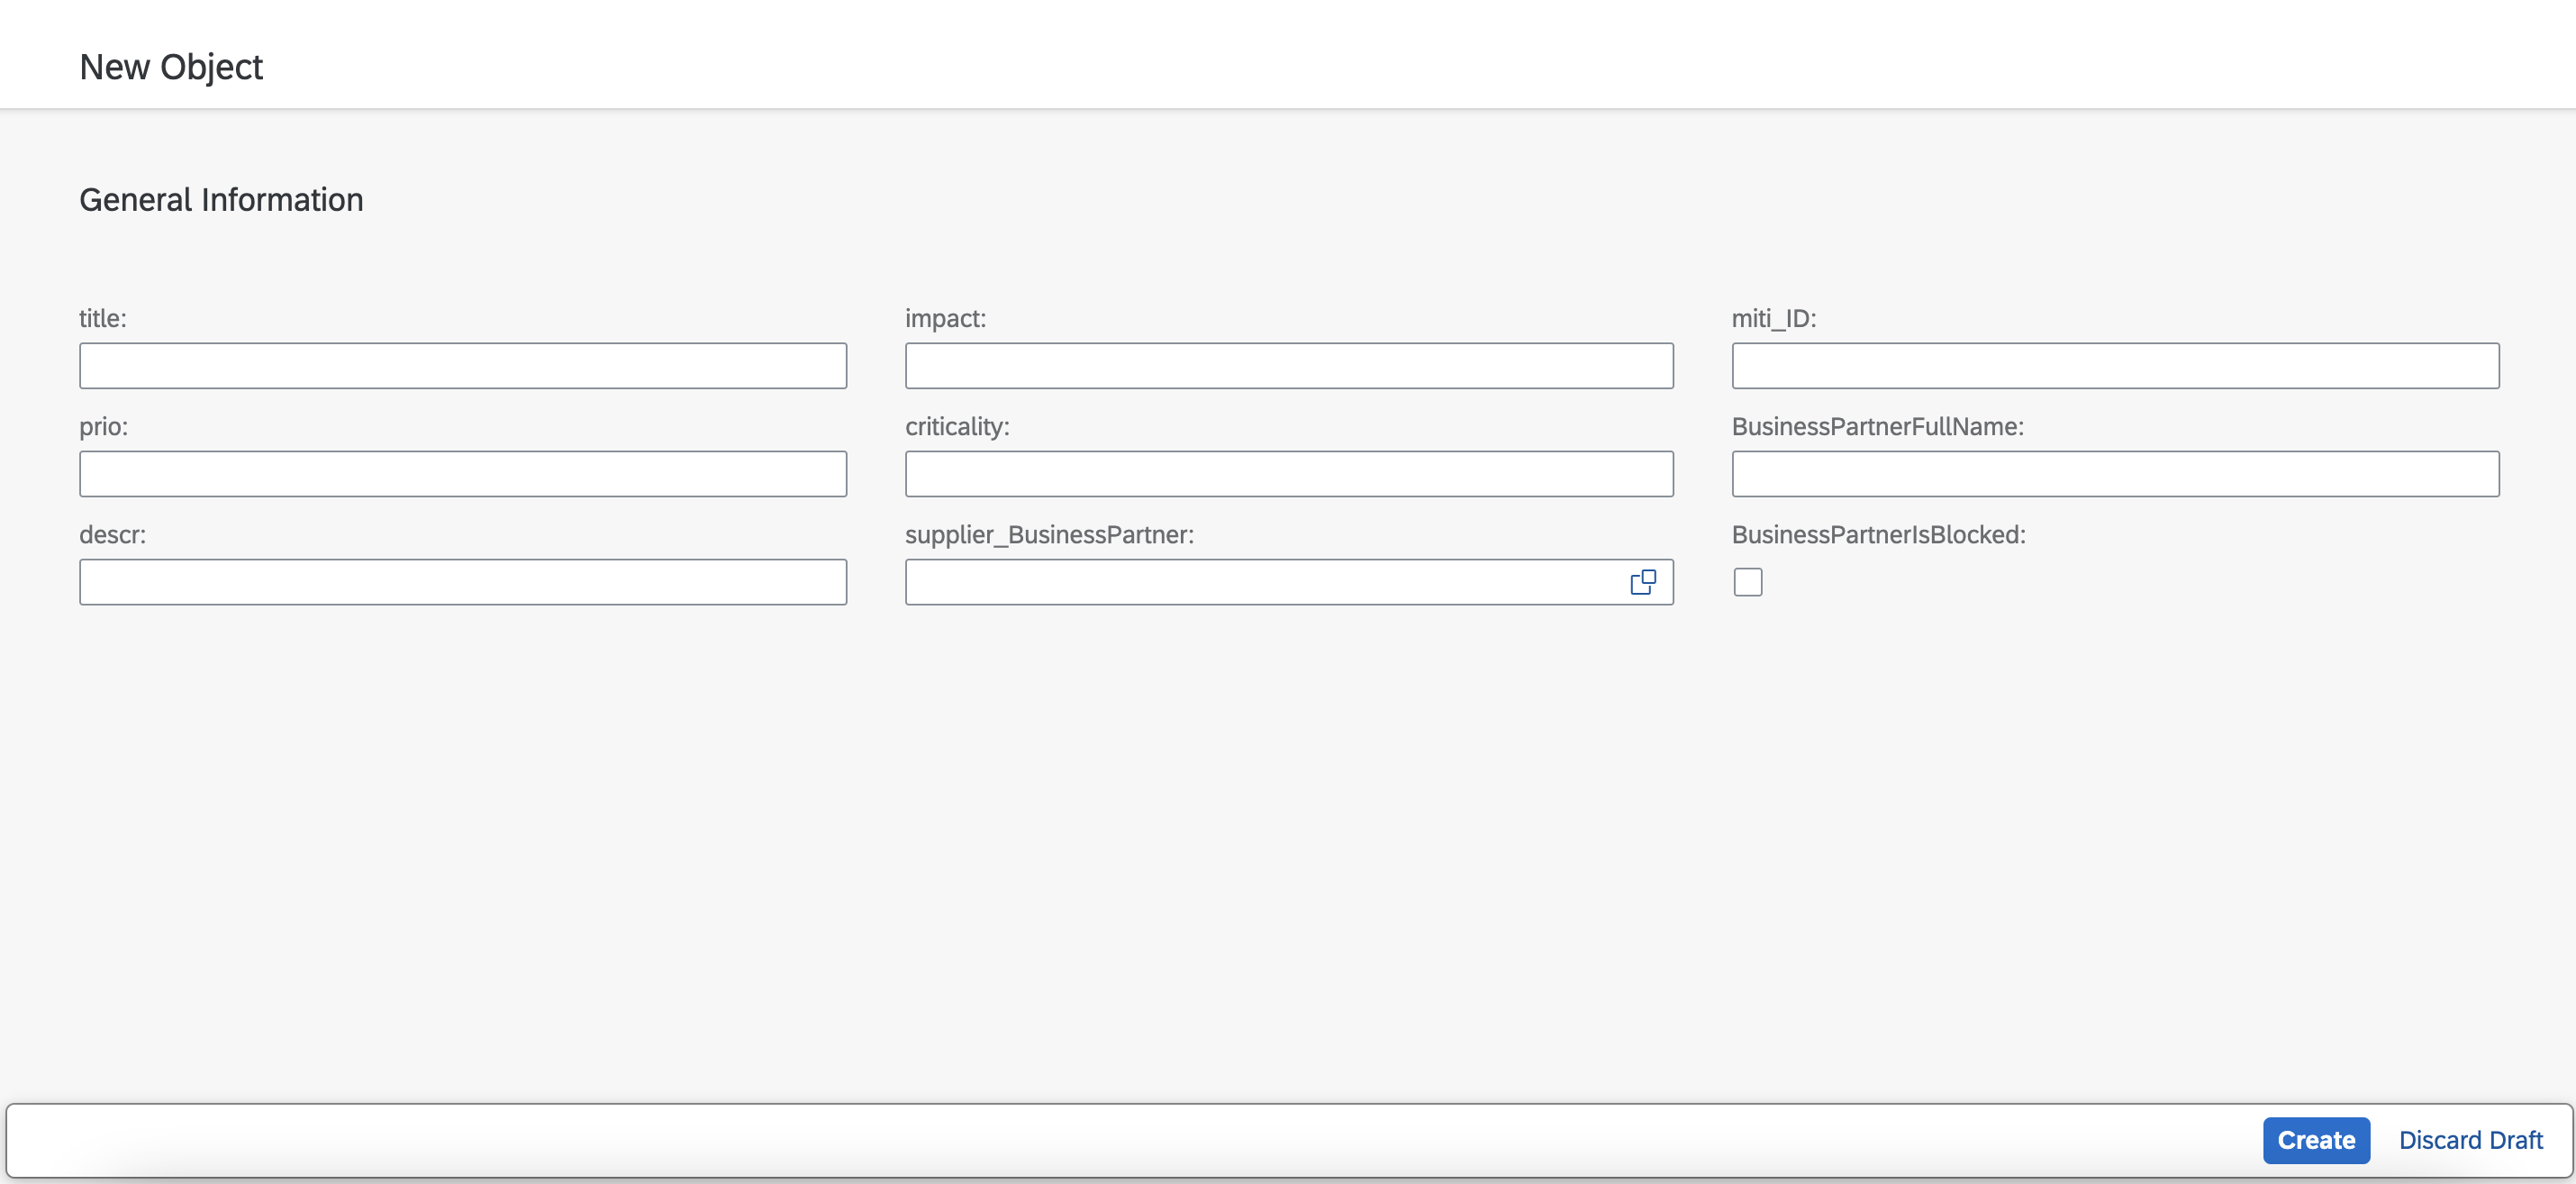 New Object
General Information
title:
impact:
miti_ID:
prio:
criticality:
BusinessPartnerFullName:
descr:
supplier_BusinessPartner:
BusinessPartnerIsBlocked:
Create
Discard Draft